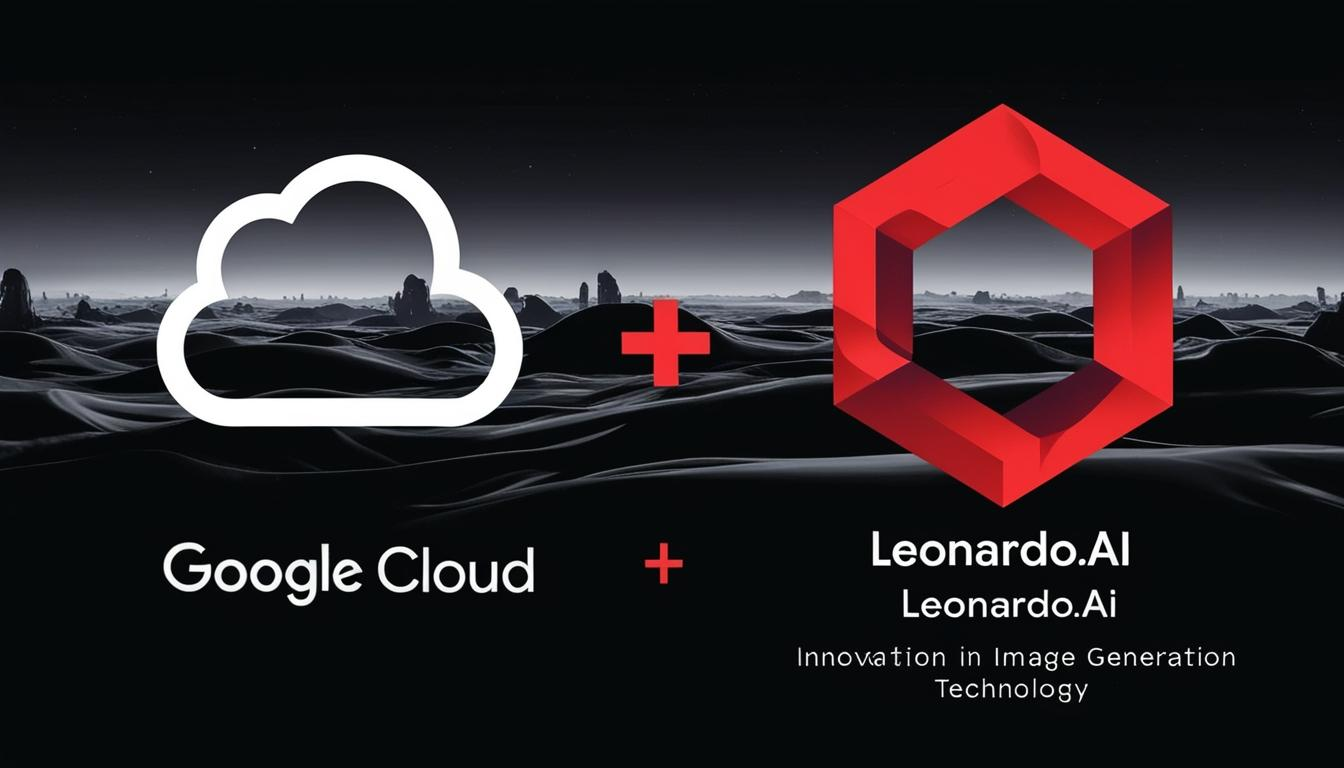 Google Cloud
+
Leonardo.AI
Leonardo.Ai
Innovation in Image Generation
Technology